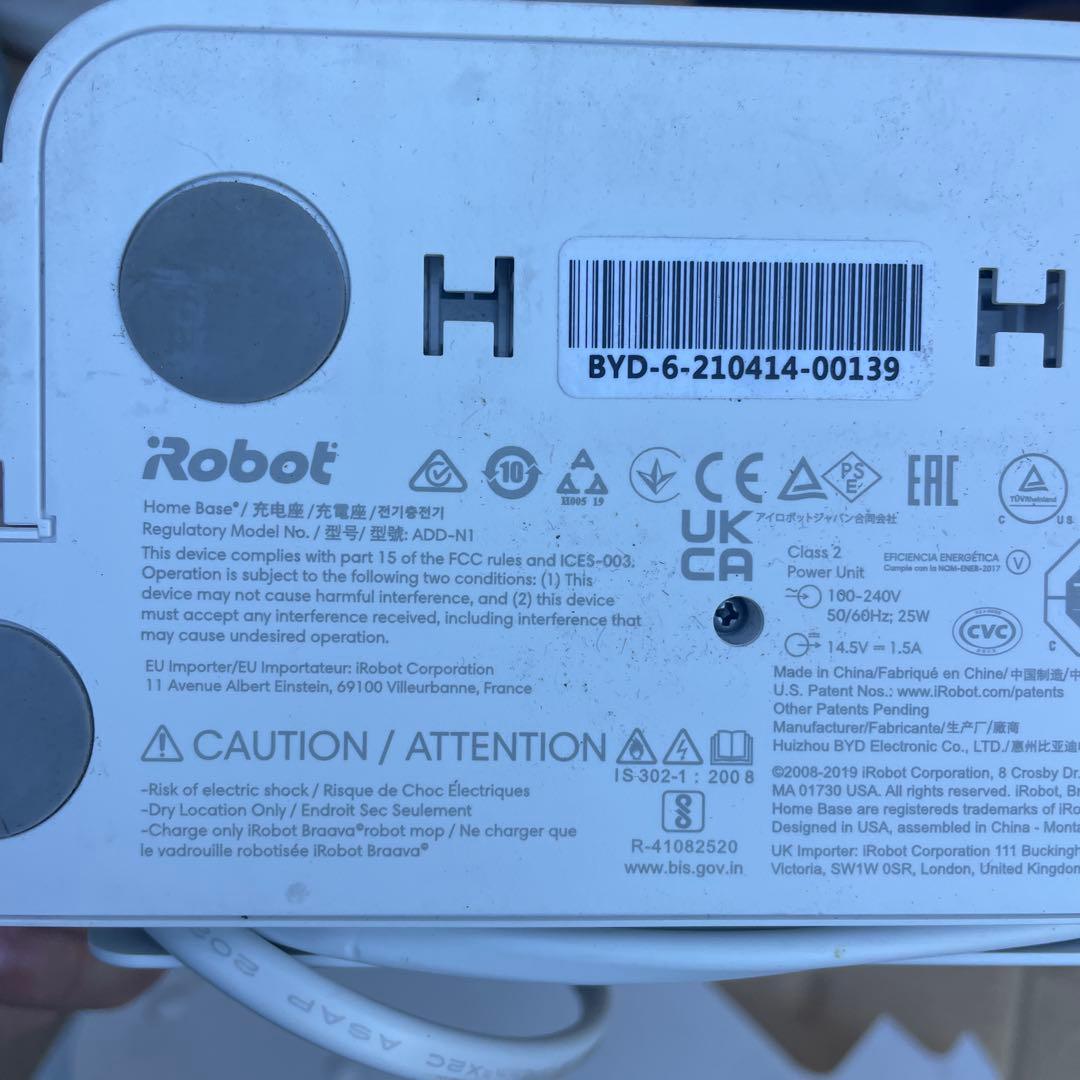 BYD-6-210414-00139
iRobot
10
A
H005 19
PS
E
EAC
TÜVRheinland
C US
Home Base®/充电座/充電座/전기충전기
Regulatory Model No. / 型号/ 型號: ADD-N1
This device complies with part 15 of the FCC rules and ICES-003.
Operation is subject to the following two conditions: (1) This
device may not cause harmful interference, and (2) this device
must accept any interference received, including interference that
may cause undesired operation.
EU Importer/EU Importateur: iRobot Corporation
11 Avenue Albert Einstein, 69100 Villeurbanne, France
CE
アイロボットジャパン合同会社
UK
CA
Class 2
Power Unit
100-240V
50/60Hz; 25W
14.5V 1.5A
EFICIENCIA ENERGÉTICA
Cumple con la NOM-ENER-2017
V
CVC
C
Made in China/Fabriqué en Chine/中国制造/
U.S. Patent Nos.: www.iRobot.com/patents
Other Patents Pending
Manufacturer/Fabricante/生产厂/廠商
Huizhou BYD Electronic Co., LTD./惠州比亚迪
©2008-2019 iRobot Corporation, 8 Crosby Dr.
MA 01730 USA. All rights reserved. iRobot, Br
Home Base are registereds trademarks of iRo
Designed in USA, assembled in China - Monta
UK Importer: iRobot Corporation 111 Buckingh
Victoria, SW1W 0SR, London, United Kingdom
CAUTION / ATTENTION
-Risk of electric shock / Risque de Choc Électriques
-Dry Location Only / Endroit Sec Seulement
-Charge only iRobot Braava®robot mop / Ne charger que
le vadrouille robotisée iRobot Braava®
IS 302-1 : 2008
R-41082520
www.bis.gov.in
ASAP